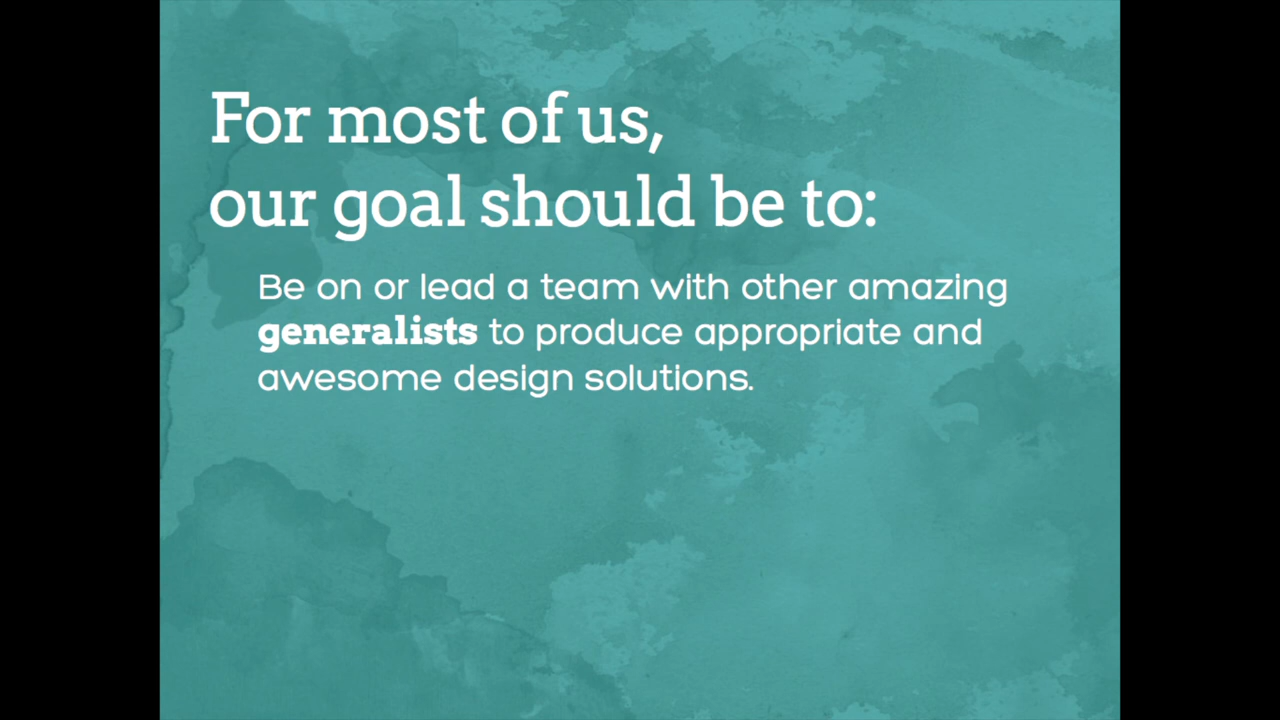 For most of us,
our goal should be to:
Be on or lead a team with other amazing
generalists to produce appropriate and
awesome design solutions.